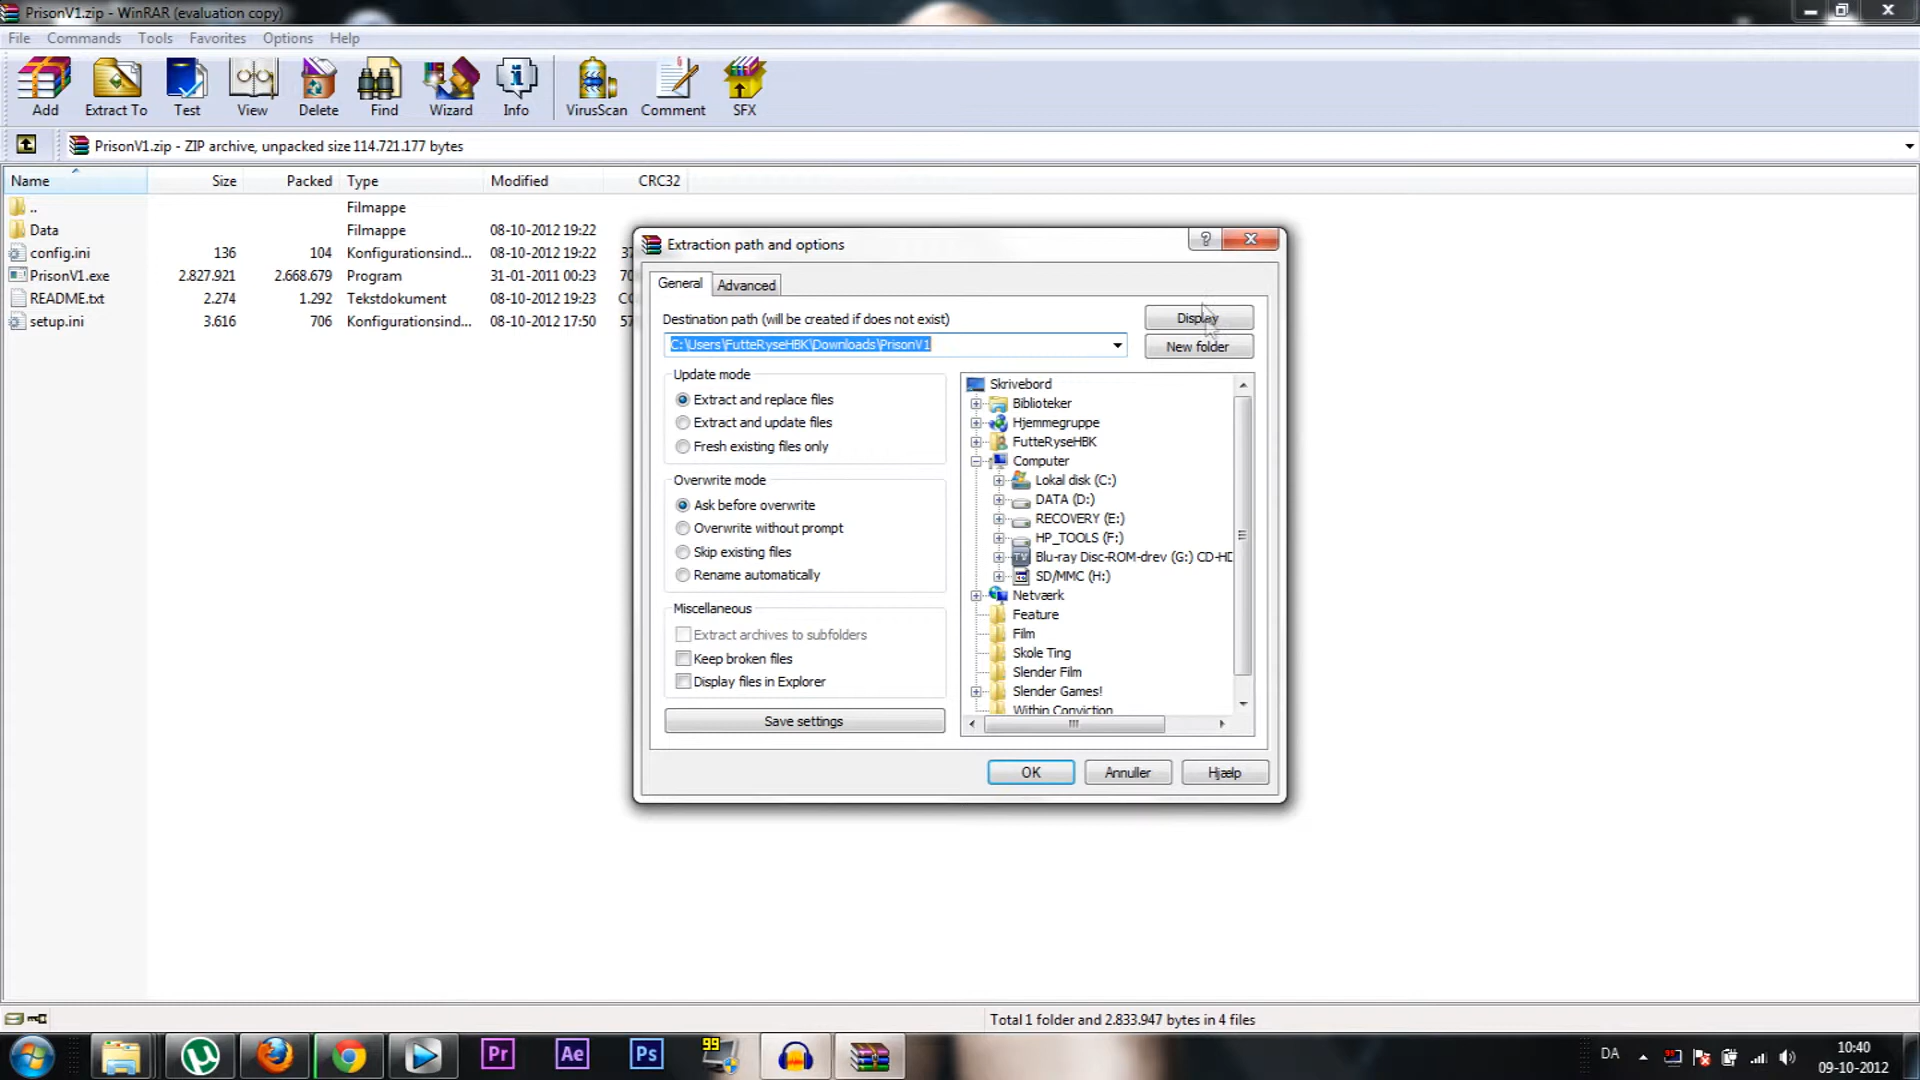 PrisonV1.zip - WinRAR (evaluation copy)
File Commands Tools Favorites Options Help
Add Extract To Test View Delete Find Wizard Info VirusScan Comment SFX
PrisonV1.zip - ZIP archive, unpacked size 114.721.177 bytes
Name Size Packed Type Modified CRC32
.. Filmappe
Data Filmappe 08-10-2012 19:22
config.ini 136 104 Konfigurationsind... 08-10-2012 19:22
PrisonV1.exe 2.827.921 2.668.679 Program 31-01-2011 00:23
README.txt 2.274 1.292 Tekstdokument 08-10-2012 19:23
setup.ini 3.616 706 Konfigurationsind... 08-10-2012 17:50
Extraction path and options
?
General Advanced
Destination path (will be created if does not exist)
Display
C:\Users\FutteRyseHBK\Downloads\PrisonV1
New folder
Update mode
Extract and replace files
Extract and update files
Fresh existing files only
Overwrite mode
Ask before overwrite
Overwrite without prompt
Skip existing files
Rename automatically
Miscellaneous
Extract archives to subfolders
Keep broken files
Display files in Explorer
Save settings
Skrivebord
Biblioteker
Hjemmegruppe
FutteRyseHBK
Computer
Lokal disk (C:)
DATA (D:)
RECOVERY (E:)
HP_TOOLS (F:)
Blu-ray Disc-ROM-drev (G:) CD-HD
SD/MMC (H:)
Netværk
Feature
Film
Skole Ting
Slender Film
Slender Games!
Within Conviction
OK Annuller Hjælp
Total 1 folder and 2.833.947 bytes in 4 files
Pr Ae Ps 99
DA
10:40
09-10-2012